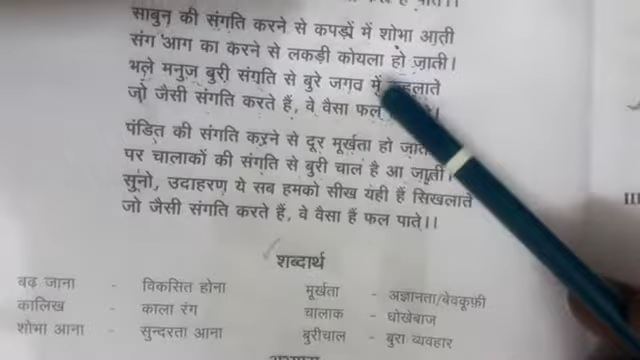 साबुन की संगति करने से कपड़ों में शोभा आती
संग आग का करने से लकड़ी कोयला हो जाती।
भले मनुज बुरी संगति से बुरे जगत में
जो जैसी संगति करते हैं, वे वैसा फल
पंडित की संगति करने से दूर मूर्खता हो
पर चालाकों की संगति से बुरी चाल है आ जाती।
सुनो, उदाहरण ये सब हमको सीख यही हैं सिखलाते
जो जैसी संगति करते हैं, वे वैसा हैं फल पाते।।
शब्दार्थ
बढ़ जाना - विकसित होना
मूर्खता - अज्ञानता/बेवकूफ़ी
कालिख - काला रंग
चालाक - धोखेबाज
शोभा आना - सुन्दरता आना
बुरीचाल - बुरा व्यवहार
III